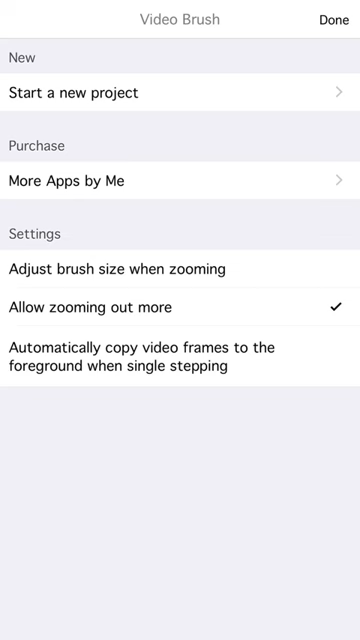 Video Brush
Done
New
Start a new project
Purchase
More Apps by Me
Settings
Adjust brush size when zooming
Allow zooming out more
Automatically copy video frames to the
foreground when single stepping